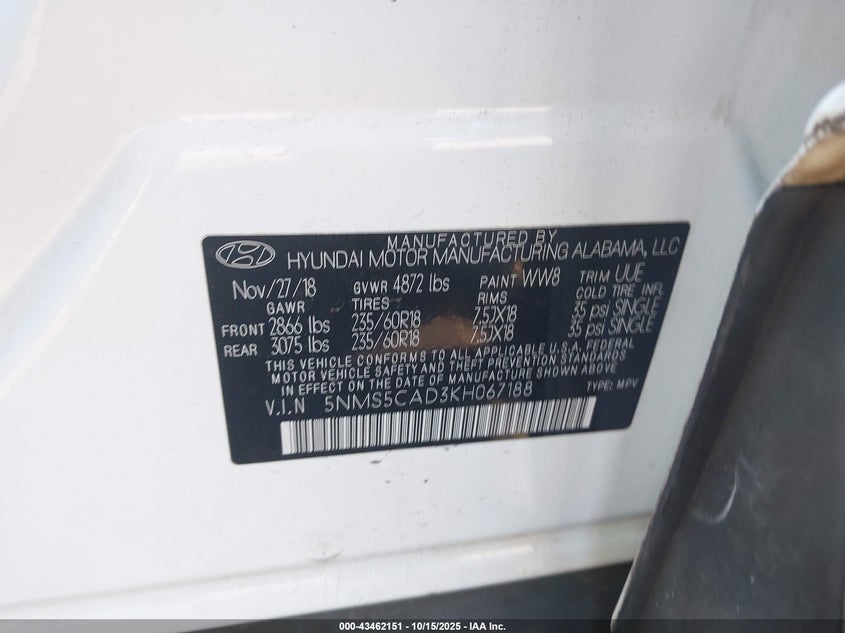 MANUFACTURED BY
HYUNDAI MOTOR MANUFACTURING ALABAMA, LLC
Nov/27/18 GVWR 4872 lbs PAINT WW8 TRIM UUE
GAWR TIRES RIMS COLD TIRE INFL
FRONT 2866 lbs 235/60R18 7.5JX18 35 psi SINGLE
REAR 3075 lbs 235/60R18 7.5JX18 35 psi SINGLE
THIS VEHICLE CONFORMS TO ALL APPLICABLE U.S.A. FEDERAL
MOTOR VEHICLE SAFETY AND THEFT PREVENTION STANDARDS
IN EFFECT ON THE DATE OF MANUFACTURE SHOWN ABOVE
V.I.N 5NMS5CAD3KH067188 TYPE: MPV
000-43462151 - 10/15/2025 - IAA Inc.